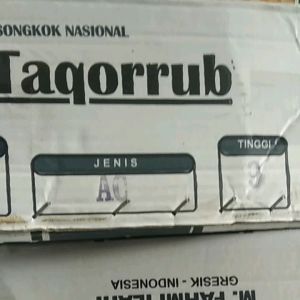 SONGKOK NASIONAL
Taqorrub
JENIS
TINGGI
AC
9
GRESIK - INDONESIA